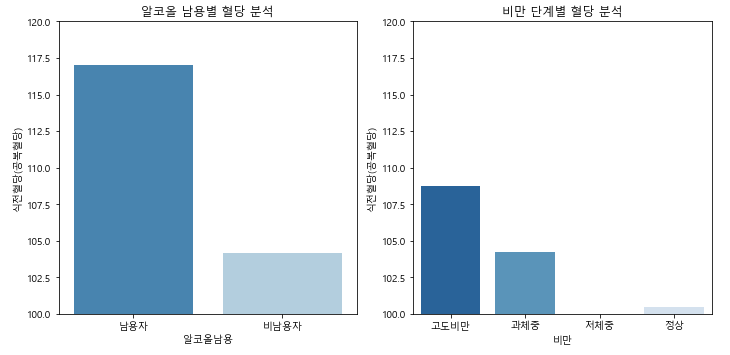 알코올 남용별 혈당 분석
120.0
117.5
115.0
112.5
110.0
107.5
105.0
102.5
100.0
식전혈당(공복혈당)
남용자
비남용자
알코올남용
비만 단계별 혈당 분석
120.0
117.5
115.0
112.5
110.0
107.5
105.0
102.5
100.0
식전혈당(공복혈당)
고도비만
과체중
저체중
정상
비만